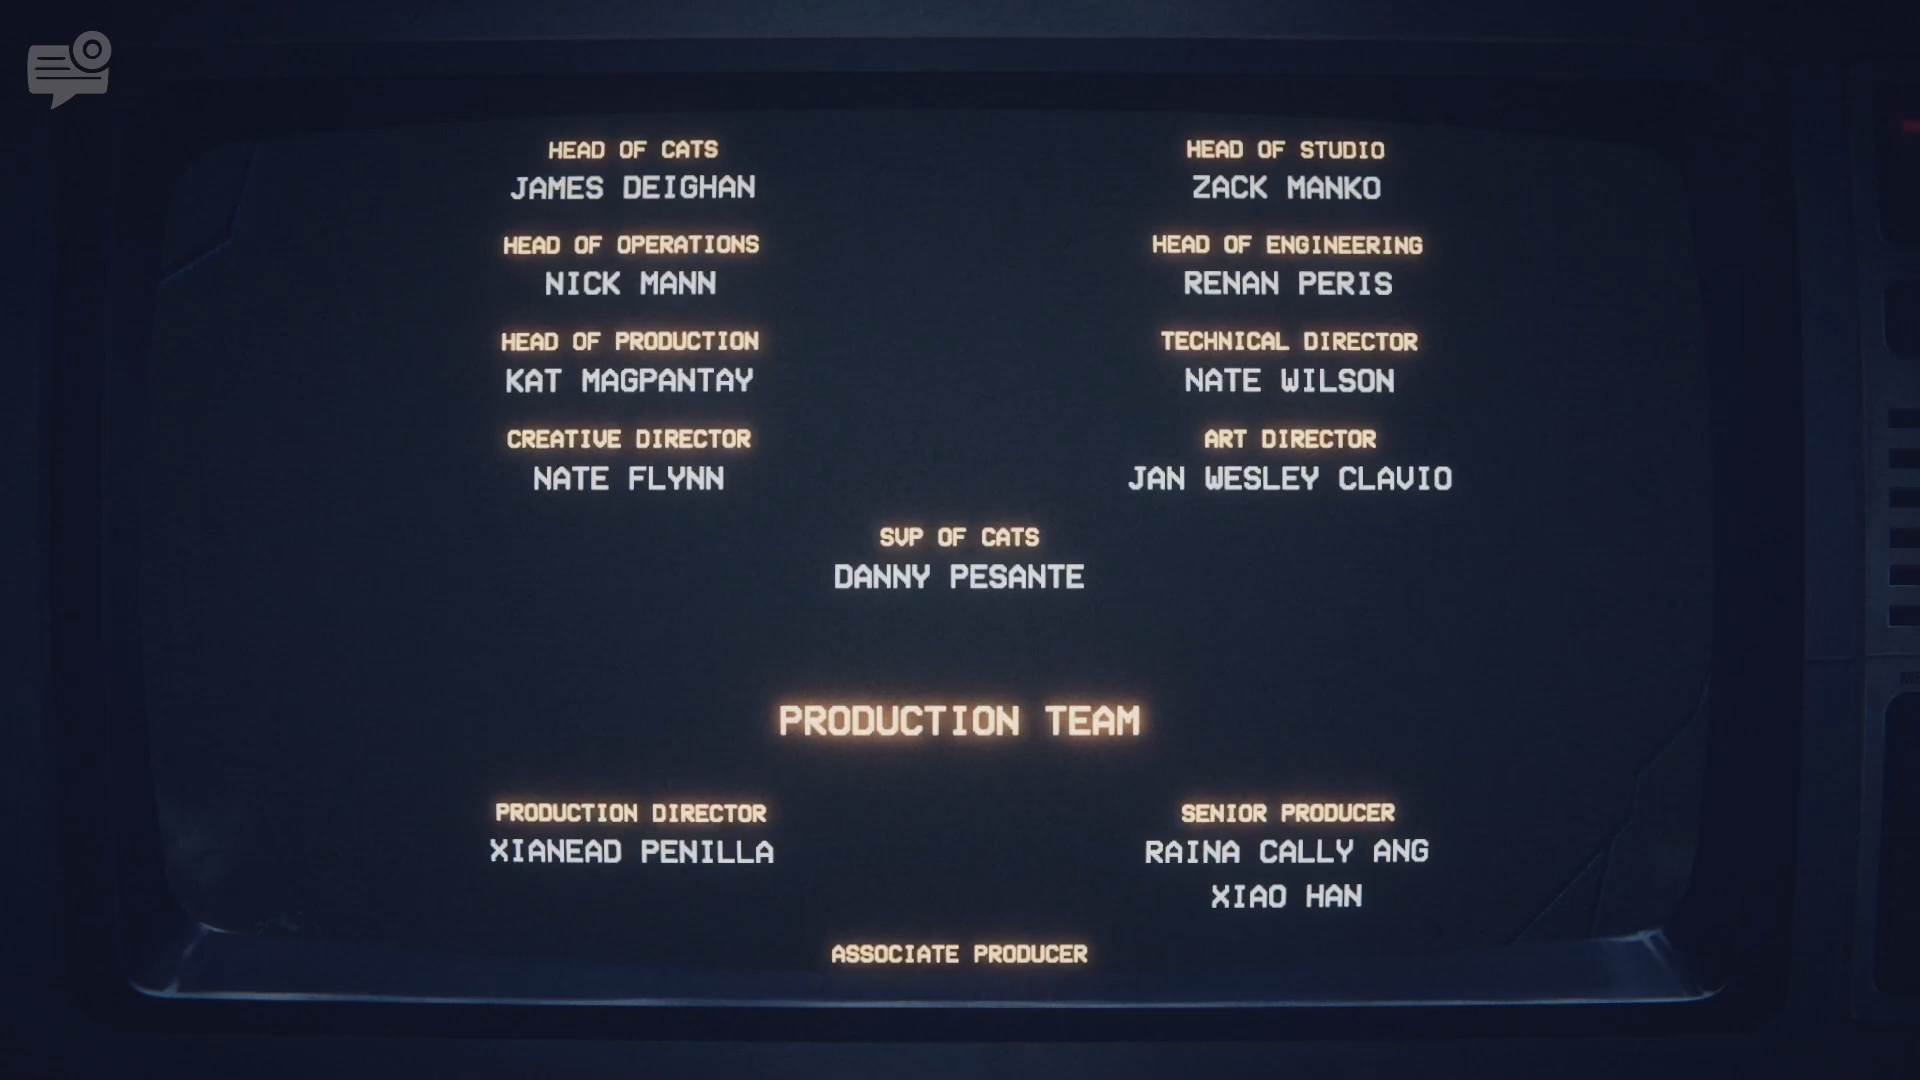 HEAD OF CATS
JAMES DEIGHAN
HEAD OF STUDIO
ZACK MANKO
HEAD OF OPERATIONS
NICK MANN
HEAD OF ENGINEERING
RENAN PERIS
HEAD OF PRODUCTION
KAT MAGPANTAY
TECHNICAL DIRECTOR
NATE WILSON
CREATIVE DIRECTOR
NATE FLYNN
ART DIRECTOR
JAN WESLEY CLAVIO
SVP OF CATS
DANNY PESANTE
PRODUCTION TEAM
PRODUCTION DIRECTOR
XIANEAD PENILLA
SENIOR PRODUCER
RAINA CALLY ANG
XIAO HAN
ASSOCIATE PRODUCER